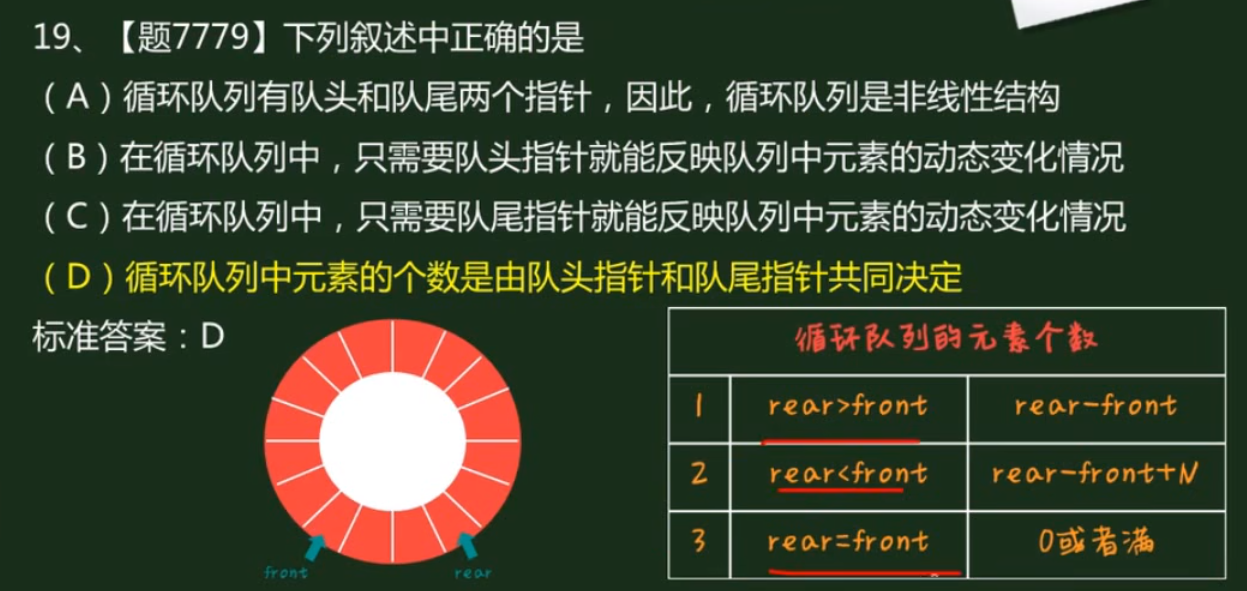 19、【题7779】下列叙述中正确的是
（A）循环队列有队头和队尾两个指针，因此，循环队列是非线性结构
（B）在循环队列中，只需要队头指针就能反映队列中元素的动态变化情况
（C）在循环队列中，只需要队尾指针就能反映队列中元素的动态变化情况
（D）循环队列中元素的个数是由队头指针和队尾指针共同决定
标准答案：D
front
rear
循环队列的元素个数
1 rear>front rear-front
2 rear<front rear-front+N
3 rear=front 0或者满